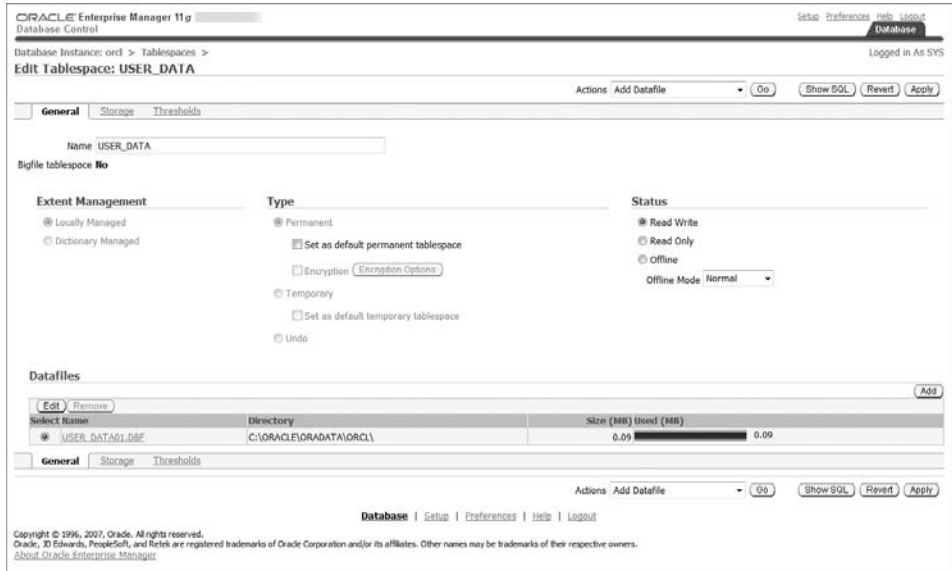 ORACLE Enterprise Manager 11g
Database Control
Setup Preferences Help Logout
Database
Database Instance: orcl > Tablespaces >
Logged in As SYS
Edit Tablespace: USER_DATA
Actions Add Datafile Go Show SQL Revert Apply
General Storage Thresholds
Name USER_DATA
Bigfile tablespace No
Extent Management
Locally Managed
Dictionary Managed
Type
Permanent
Set as default permanent tablespace
Encryption Encryption Options
Temporary
Set as default temporary tablespace
Undo
Status
Read Write
Read Only
Offline
Offline Mode Normal
Datafiles
Add
Edit Remove
Select Name Directory Size (MB) Used (MB)
USER_DATA01.DBF C:\ORACLE\ORADATA\ORCL\ 0.09 0.09
General Storage Thresholds
Actions Add Datafile Go Show SQL Revert Apply
Database | Setup | Preferences | Help | Logout
Copyright © 1996, 2007, Oracle. All rights reserved.
Oracle, JD Edwards, PeopleSoft, and Retek are registered trademarks of Oracle Corporation and/or its affiliates. Other names may be trademarks of their respective owners.
About Oracle Enterprise Manager